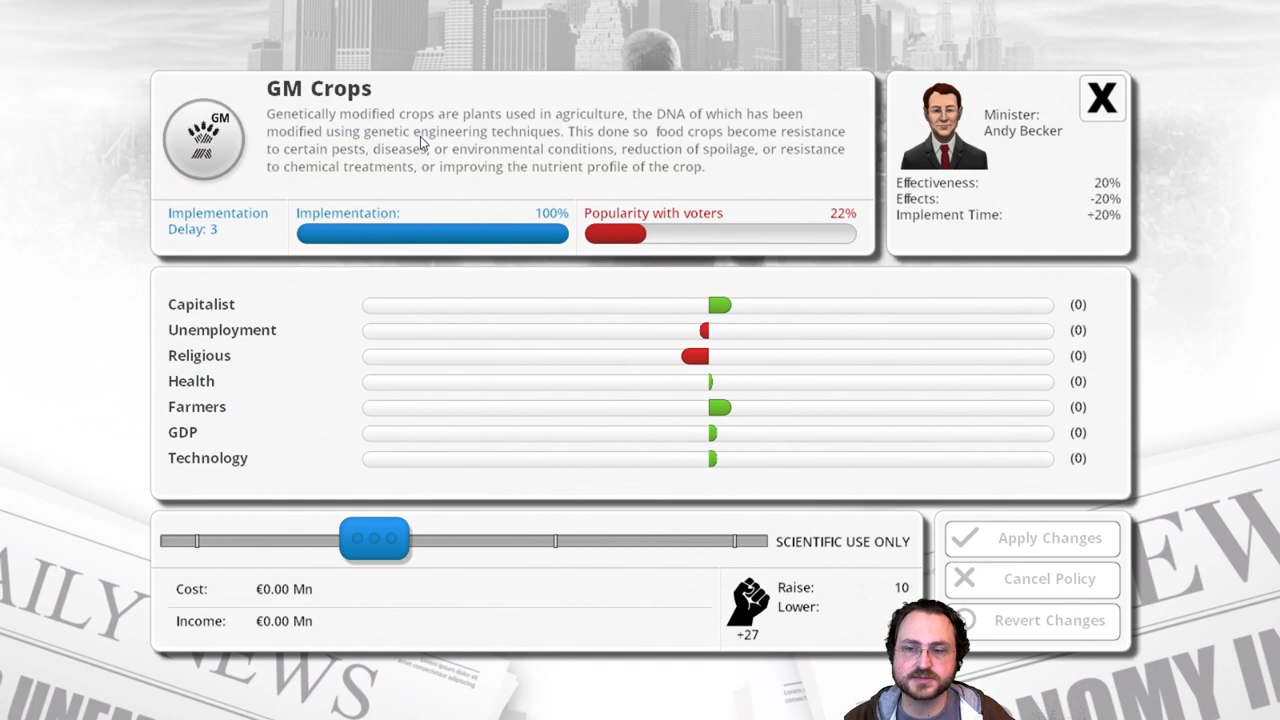 GM Crops
GM
Genetically modified crops are plants used in agriculture, the DNA of which has been
modified using genetic engineering techniques. This done so food crops become resistance
to certain pests, diseases, or environmental conditions, reduction of spoilage, or resistance
to chemical treatments, or improving the nutrient profile of the crop.
Implementation
Delay: 3
Implementation: 100%
Popularity with voters 22%
X
Minister:
Andy Becker
Effectiveness: 20%
Effects: -20%
Implement Time: +20%
Capitalist (0)
Unemployment (0)
Religious (0)
Health (0)
Farmers (0)
GDP (0)
Technology (0)
SCIENTIFIC USE ONLY
Cost: €0.00 Mn
Income: €0.00 Mn
+27
Raise: 10
Lower:
Apply Changes
Cancel Policy
Revert Changes
AILY NEWS
NEW